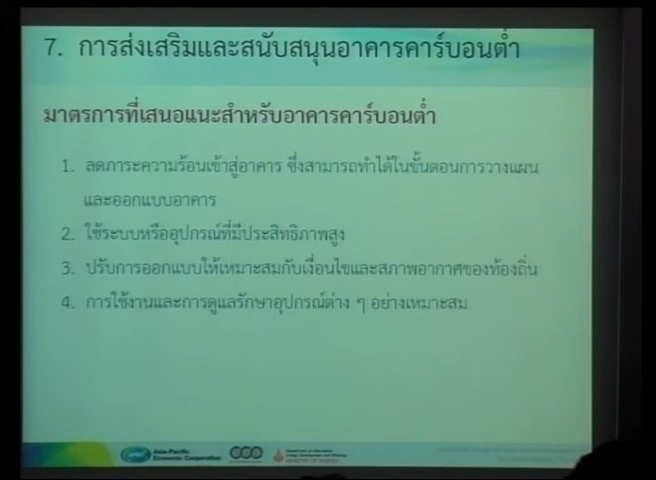 7. การส่งเสริมและสนับสนุนอาคารคาร์บอนต่ำ
มาตรการที่เสนอแนะสำหรับอาคารคาร์บอนต่ำ
1. ลดภาระความร้อนเข้าสู่อาคาร ซึ่งสามารถทำได้ในขั้นตอนการวางแผน
และออกแบบอาคาร
2. ใช้ระบบหรืออุปกรณ์ที่มีประสิทธิภาพสูง
3. ปรับการออกแบบให้เหมาะสมกับเงื่อนไขและสภาพอากาศของท้องถิ่น
4. การใช้งานและการดูแลรักษาอุปกรณ์ต่าง ๆ อย่างเหมาะสม
Asia-Pacific
Economic Cooperation